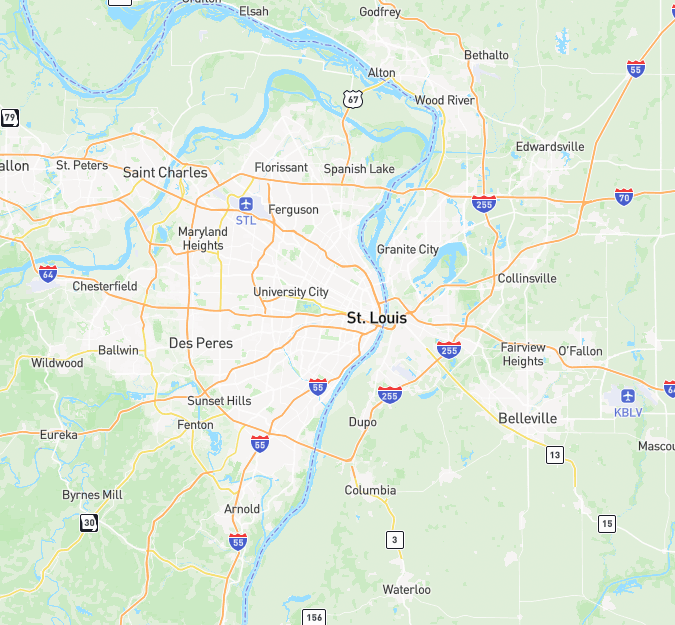 Grafton
Elsah
Godfrey
Bethalto
55
Alton
67
Wood River
79
Edwardsville
allon
St. Peters
Saint Charles
Florissant
Spanish Lake
70
255
STL
Ferguson
Maryland
Heights
Granite City
64
Chesterfield
University City
Collinsville
St. Louis
Des Peres
Ballwin
Wildwood
255
Fairview
Heights
O'Fallon
55
255
64
KBLV
Sunset Hills
Fenton
Dupo
Belleville
Eureka
55
13
Mascou
Byrnes Mill
Columbia
30
Arnold
15
55
3
Waterloo
156